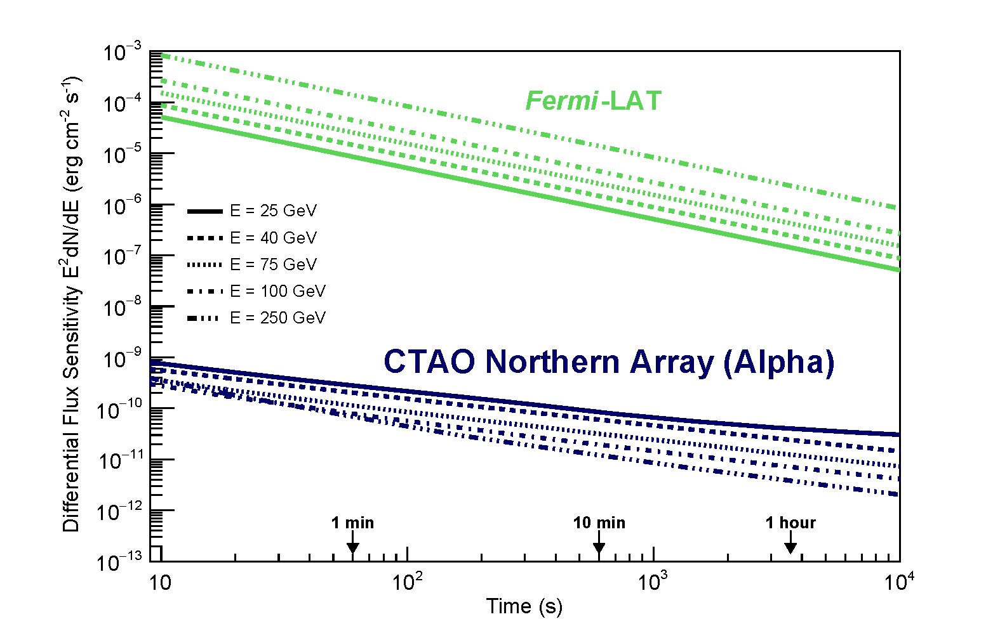 Differential Flux Sensitivity E²dN/dE (erg cm⁻² s⁻¹)
10⁻³
10⁻⁴
10⁻⁵
10⁻⁶
10⁻⁷
10⁻⁸
10⁻⁹
10⁻¹⁰
10⁻¹¹
10⁻¹²
10⁻¹³
Fermi-LAT
E = 25 GeV
E = 40 GeV
E = 75 GeV
E = 100 GeV
E = 250 GeV
CTAO Northern Array (Alpha)
1 min 10 min 1 hour
10 10² 10³ 10⁴
Time (s)